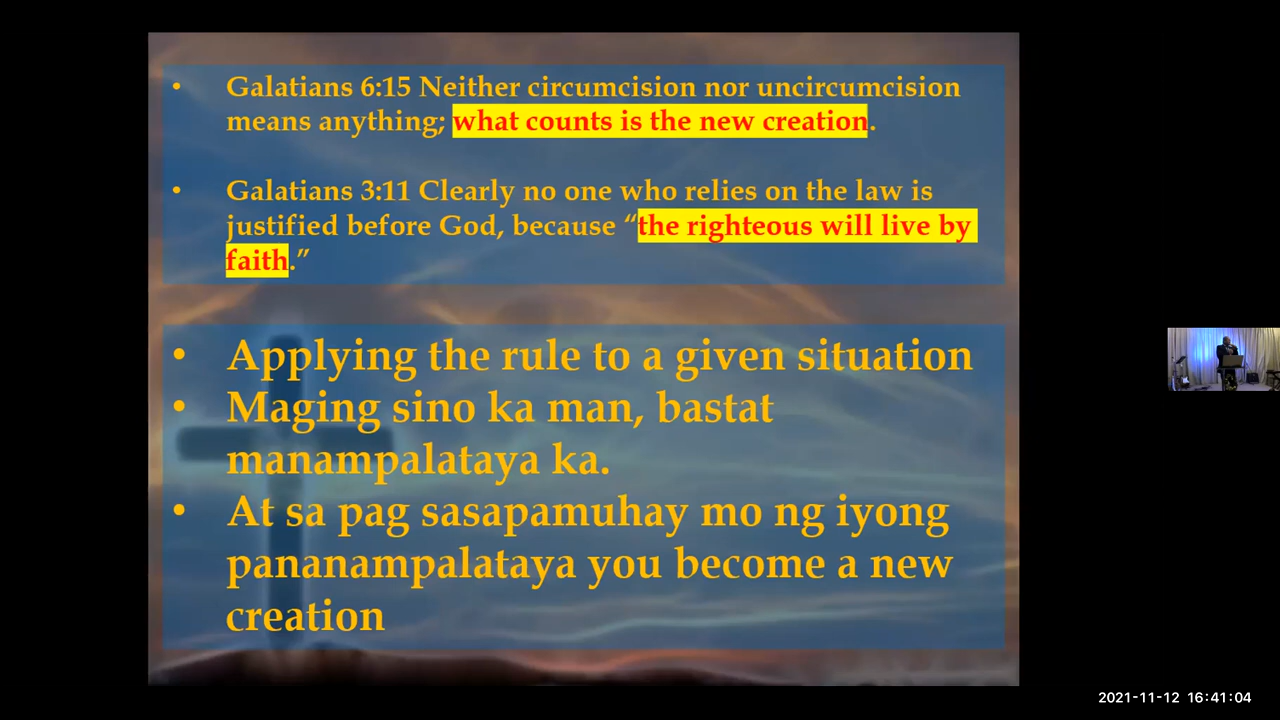 • Galatians 6:15 Neither circumcision nor uncircumcision
means anything; what counts is the new creation.
• Galatians 3:11 Clearly no one who relies on the law is
justified before God, because “the righteous will live by
faith.”
• Applying the rule to a given situation
• Maging sino ka man, bastat
manampalataya ka.
• At sa pag sasapamuhay mo ng iyong
pananampalataya you become a new
creation
2021-11-12 16:41:04